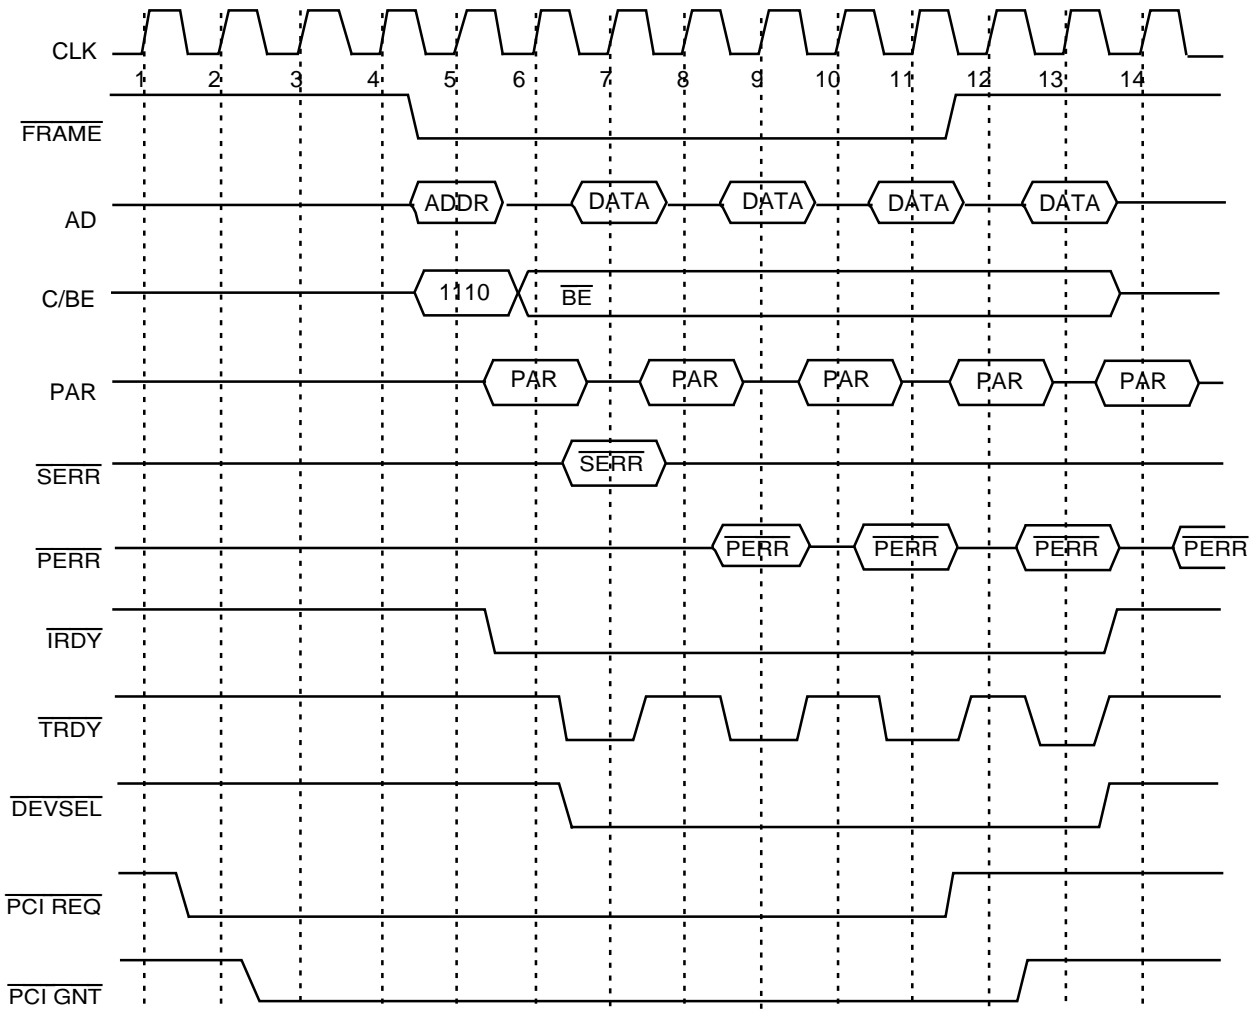 CLK
1 2 3 4 5 6 7 8 9 10 11 12 13 14
FRAME
AD ADDR DATA DATA DATA DATA
C/BE 1110 BE
PAR PAR PAR PAR PAR PAR
SERR SERR
PERR PERR PERR PERR PERR
IRDY
TRDY
DEVSEL
PCI REQ
PCI GNT